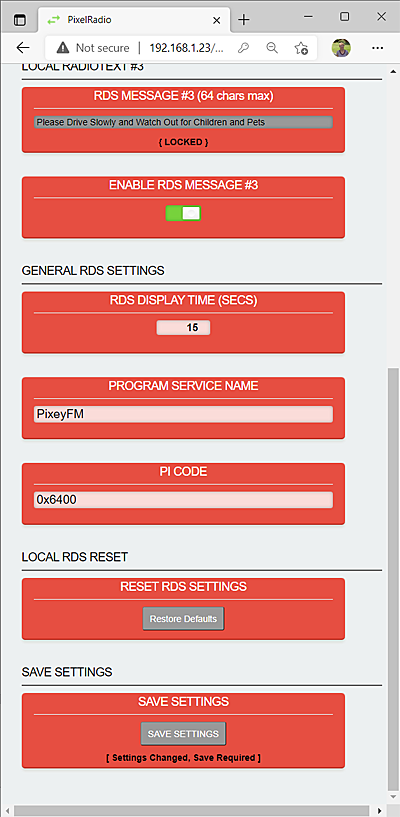 PixelRadio
Not secure | 192.168.1.23/...
LOCAL RADIOTEXT #3
RDS MESSAGE #3 (64 chars max)
Please Drive Slowly and Watch Out for Children and Pets
{ LOCKED }
ENABLE RDS MESSAGE #3
GENERAL RDS SETTINGS
RDS DISPLAY TIME (SECS)
15
PROGRAM SERVICE NAME
PixeyFM
PI CODE
0x6400
LOCAL RDS RESET
RESET RDS SETTINGS
Restore Defaults
SAVE SETTINGS
SAVE SETTINGS
SAVE SETTINGS
[ Settings Changed, Save Required ]